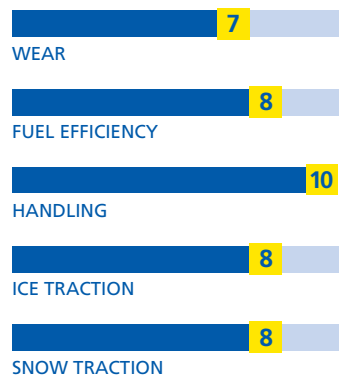 7
WEAR
8
FUEL EFFICIENCY
10
HANDLING
8
ICE TRACTION
8
SNOW TRACTION